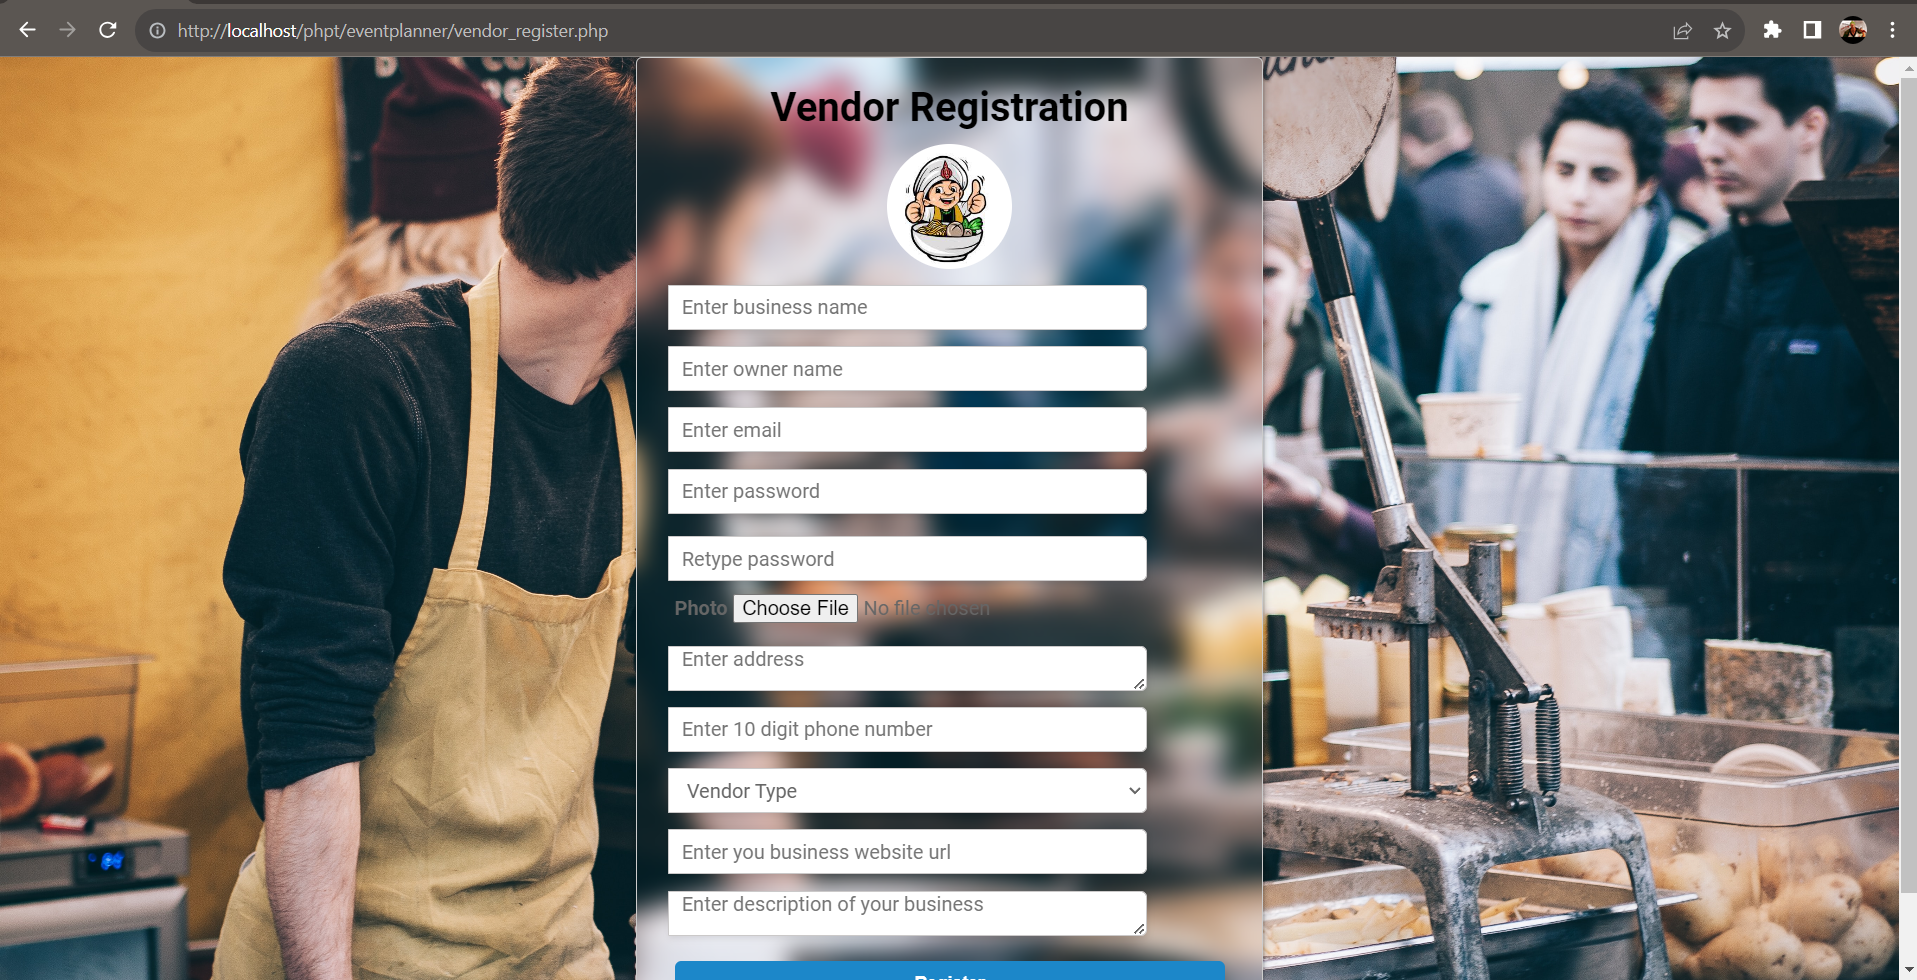 http://localhost/phpt/eventplanner/vendor_register.php
Vendor Registration
Enter business name
Enter owner name
Enter email
Enter password
Retype password
Photo Choose File No file chosen
Enter address
Enter 10 digit phone number
Vendor Type
Enter you business website url
Enter description of your business
Register